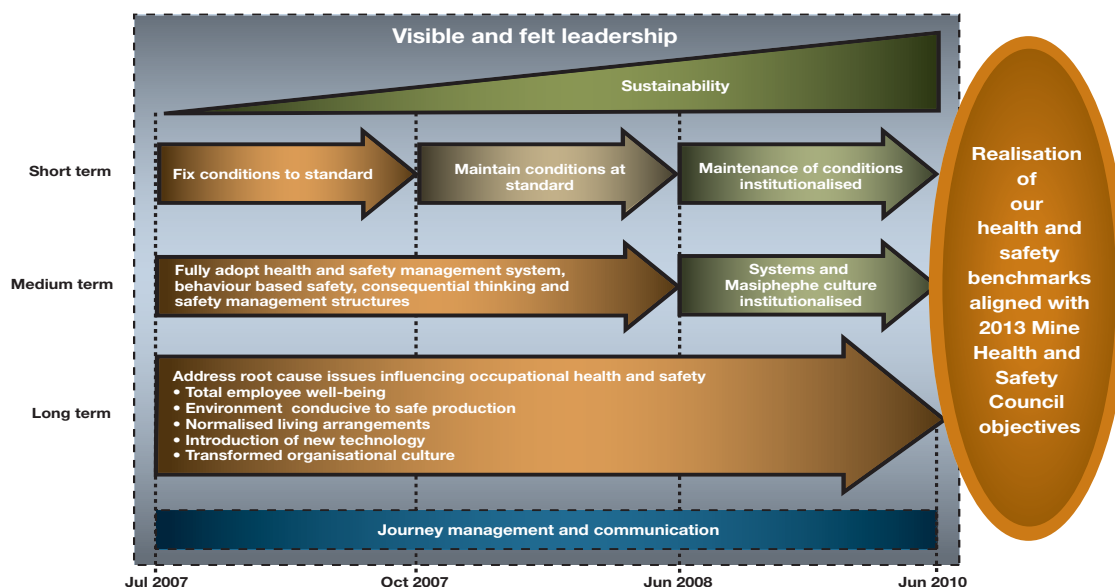 Visible and felt leadership
Sustainability
Short term
Fix conditions to standard
Maintain conditions at
standard
Maintenance of conditions
institutionalised
Medium term
Fully adopt health and safety management system,
behaviour based safety, consequential thinking and
safety management structures
Systems and
Masiphephe culture
institutionalised
Long term
Address root cause issues influencing occupational health and safety
• Total employee well-being
• Environment conducive to safe production
• Normalised living arrangements
• Introduction of new technology
• Transformed organisational culture
Journey management and communication
Jul 2007
Oct 2007
Jun 2008
Jun 2010
Realisation
of
our
health and
safety
benchmarks
aligned with
2013 Mine
Health and
Safety
Council
objectives